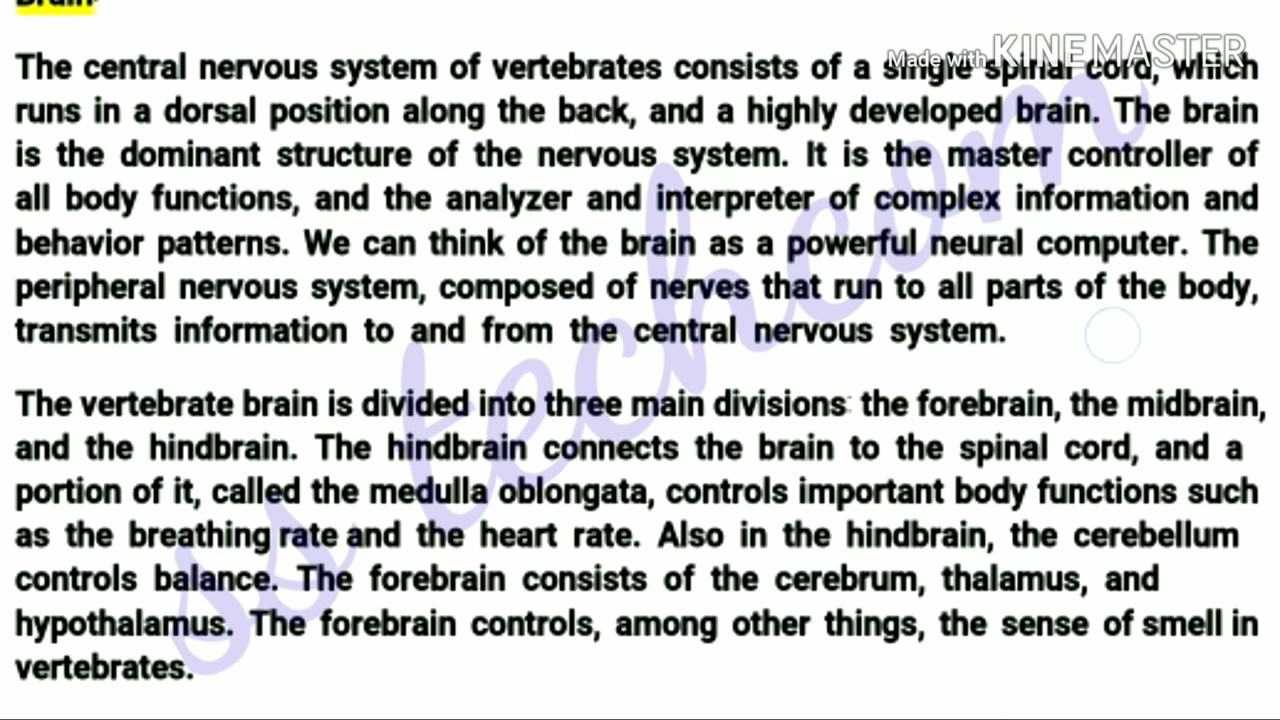 Brain
Made with KINEMASTER
The central nervous system of vertebrates consists of a single spinal cord, which
runs in a dorsal position along the back, and a highly developed brain. The brain
is the dominant structure of the nervous system. It is the master controller of
all body functions, and the analyzer and interpreter of complex information and
behavior patterns. We can think of the brain as a powerful neural computer. The
peripheral nervous system, composed of nerves that run to all parts of the body,
transmits information to and from the central nervous system.
The vertebrate brain is divided into three main divisions: the forebrain, the midbrain,
and the hindbrain. The hindbrain connects the brain to the spinal cord, and a
portion of it, called the medulla oblongata, controls important body functions such
as the breathing rate and the heart rate. Also in the hindbrain, the cerebellum
controls balance. The forebrain consists of the cerebrum, thalamus, and
hypothalamus. The forebrain controls, among other things, the sense of smell in
vertebrates.
ss techcom